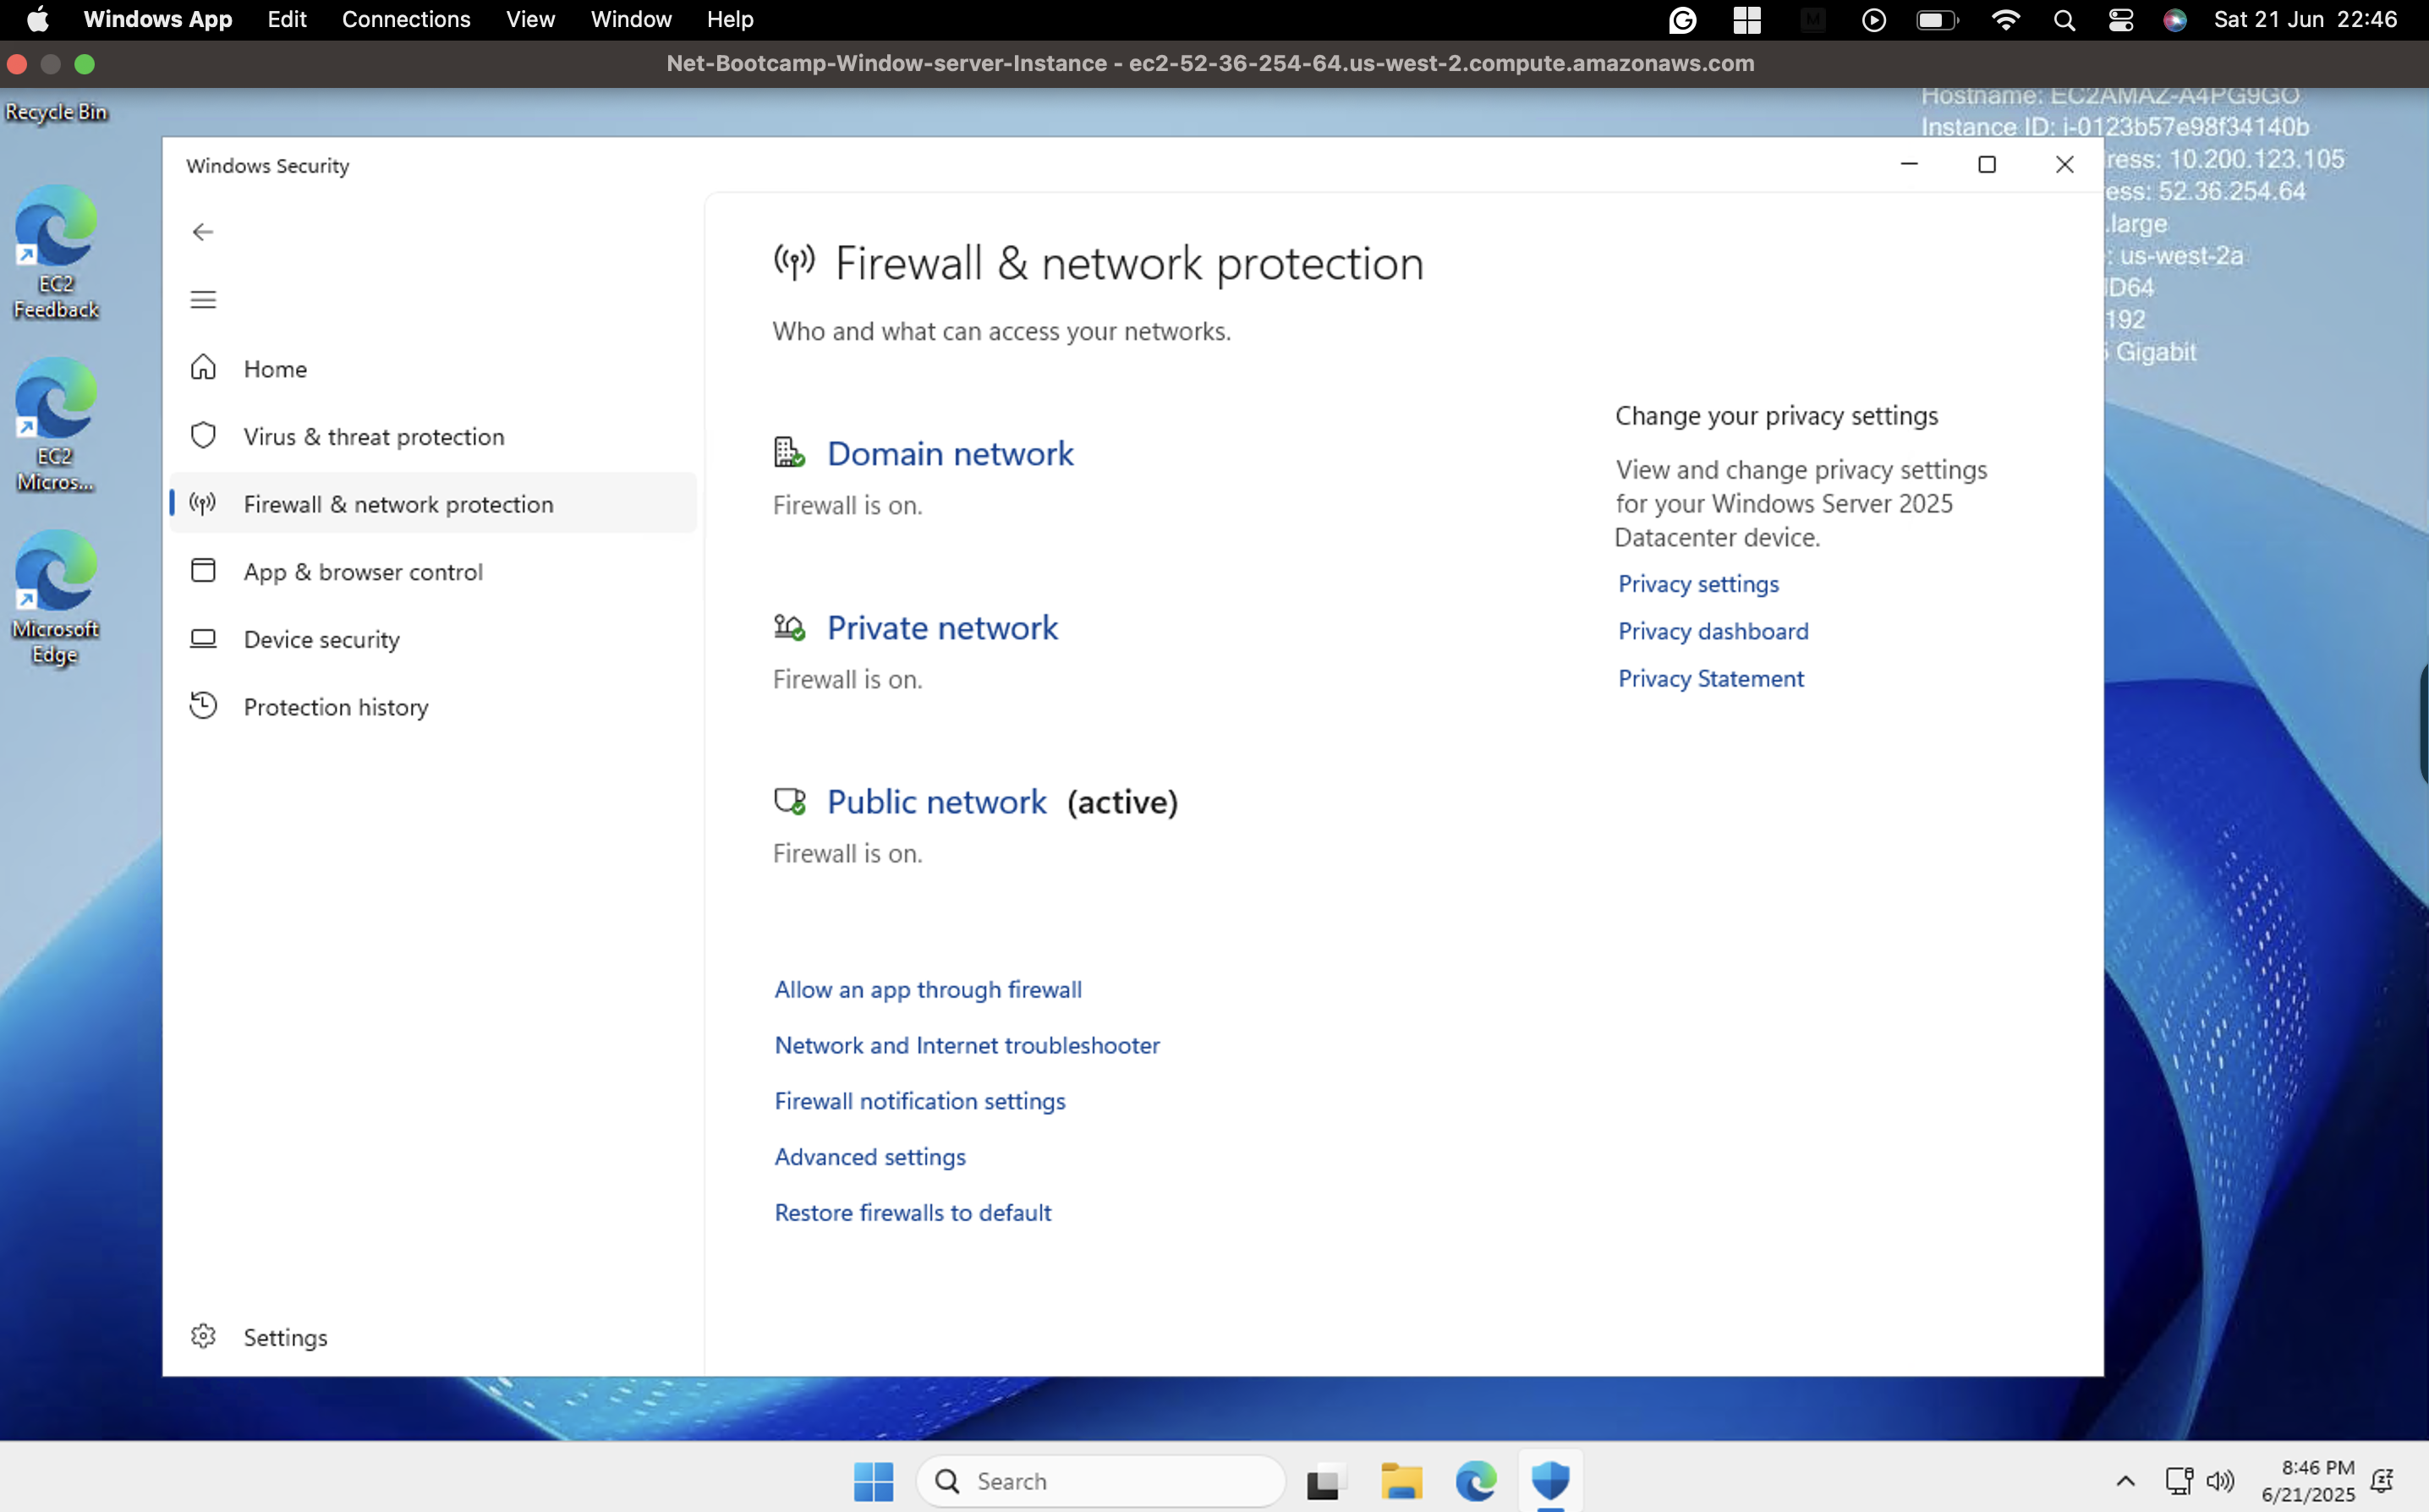 Windows App Edit Connections View Window Help Sat 21 Jun 22:46
Net-Bootcamp-Window-server-Instance - ec2-52-36-254-64.us-west-2.compute.amazonaws.com
Recycle Bin
EC2
Feedback
EC2
Micros...
Microsoft
Edge
Hostname: EC2AMAZ-A4PG9GO
Instance ID: i-0123b57e98f34140b
ress: 10.200.123.105
ess: 52.36.254.64
.large
: us-west-2a
D64
192
Gigabit
Windows Security
Home
Virus & threat protection
Firewall & network protection
App & browser control
Device security
Protection history
Settings
Firewall & network protection
Who and what can access your networks.
Domain network
Firewall is on.
Private network
Firewall is on.
Public network (active)
Firewall is on.
Allow an app through firewall
Network and Internet troubleshooter
Firewall notification settings
Advanced settings
Restore firewalls to default
Change your privacy settings
View and change privacy settings
for your Windows Server 2025
Datacenter device.
Privacy settings
Privacy dashboard
Privacy Statement
Search
8:46 PM
6/21/2025